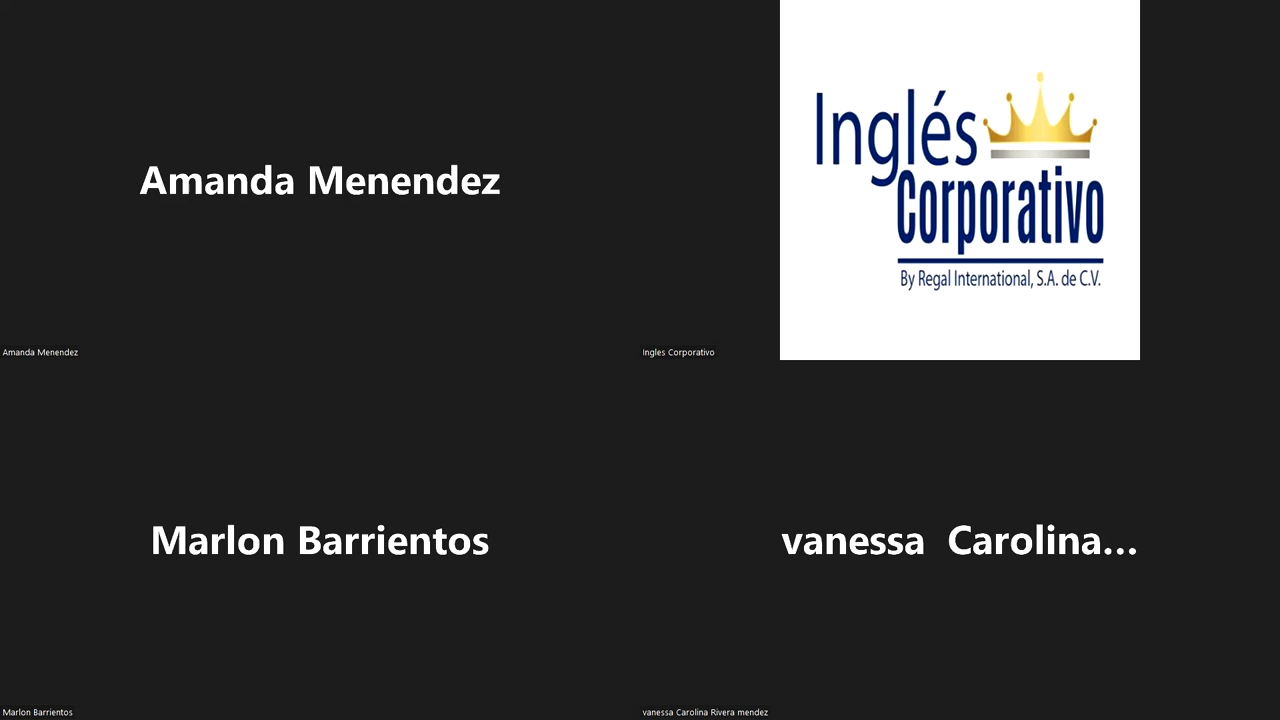 Amanda Menendez
Inglés
Corporativo
By Regal International, S.A. de C.V.
Amanda Menendez
Ingles Corporativo
Marlon Barrientos
vanessa  Carolina...
Marlon Barrientos
vanessa Carolina Rivera mendez